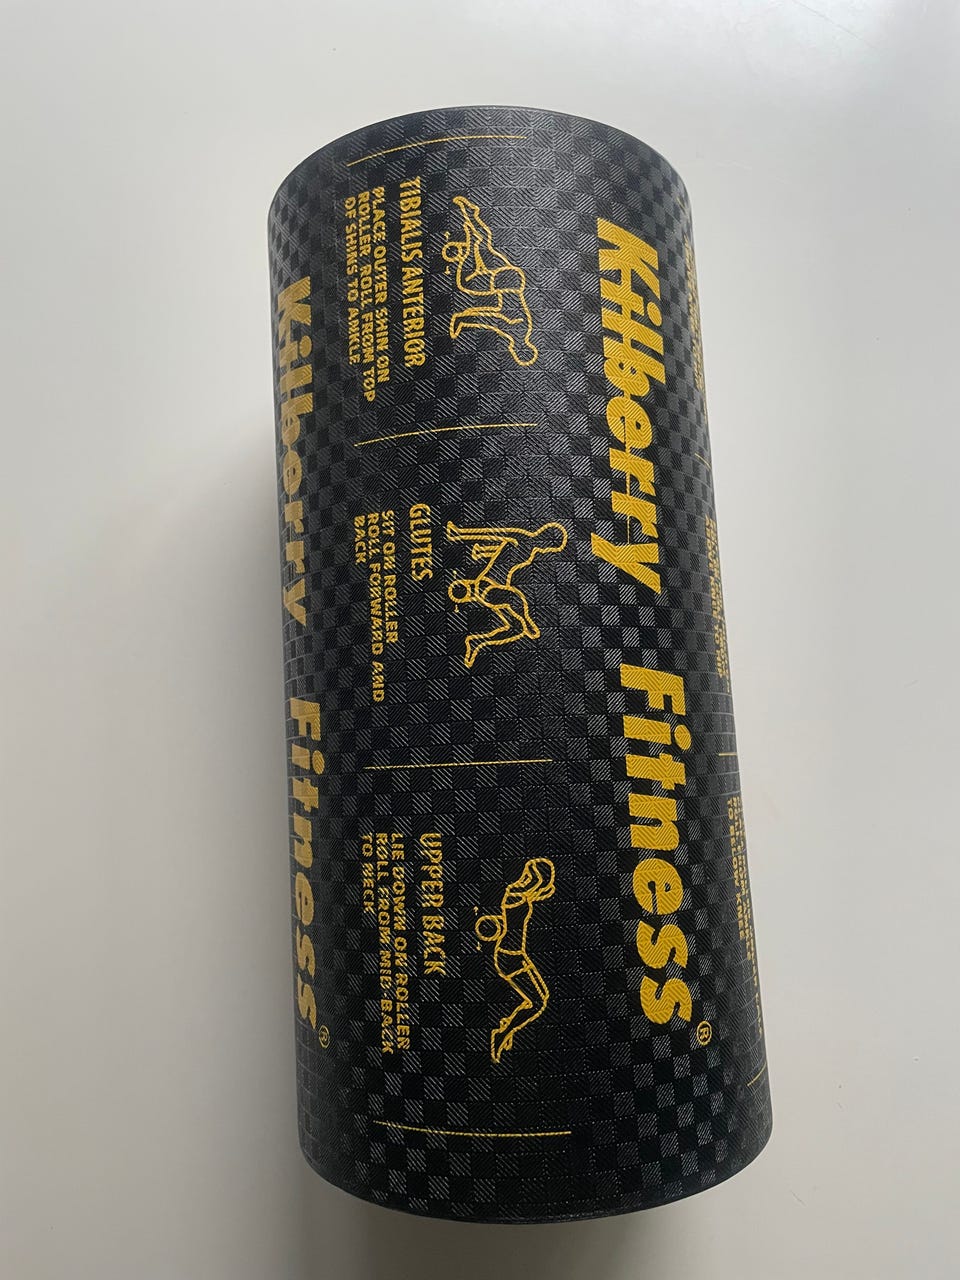 Kilberry Fitness®
TIBIALIS ANTERIOR
PLACE OUTER SHIN ON
ROLLER ROLL FROM TOP
OF SHINS TO ANKLE
GLUTES
SIT ON ROLLER
ROLL FORWARD AND
BACK
UPPER BACK
LIE DOWN ON ROLLER
ROLL FROM MID-BACK
TO NECK
Kilberry Fitness®